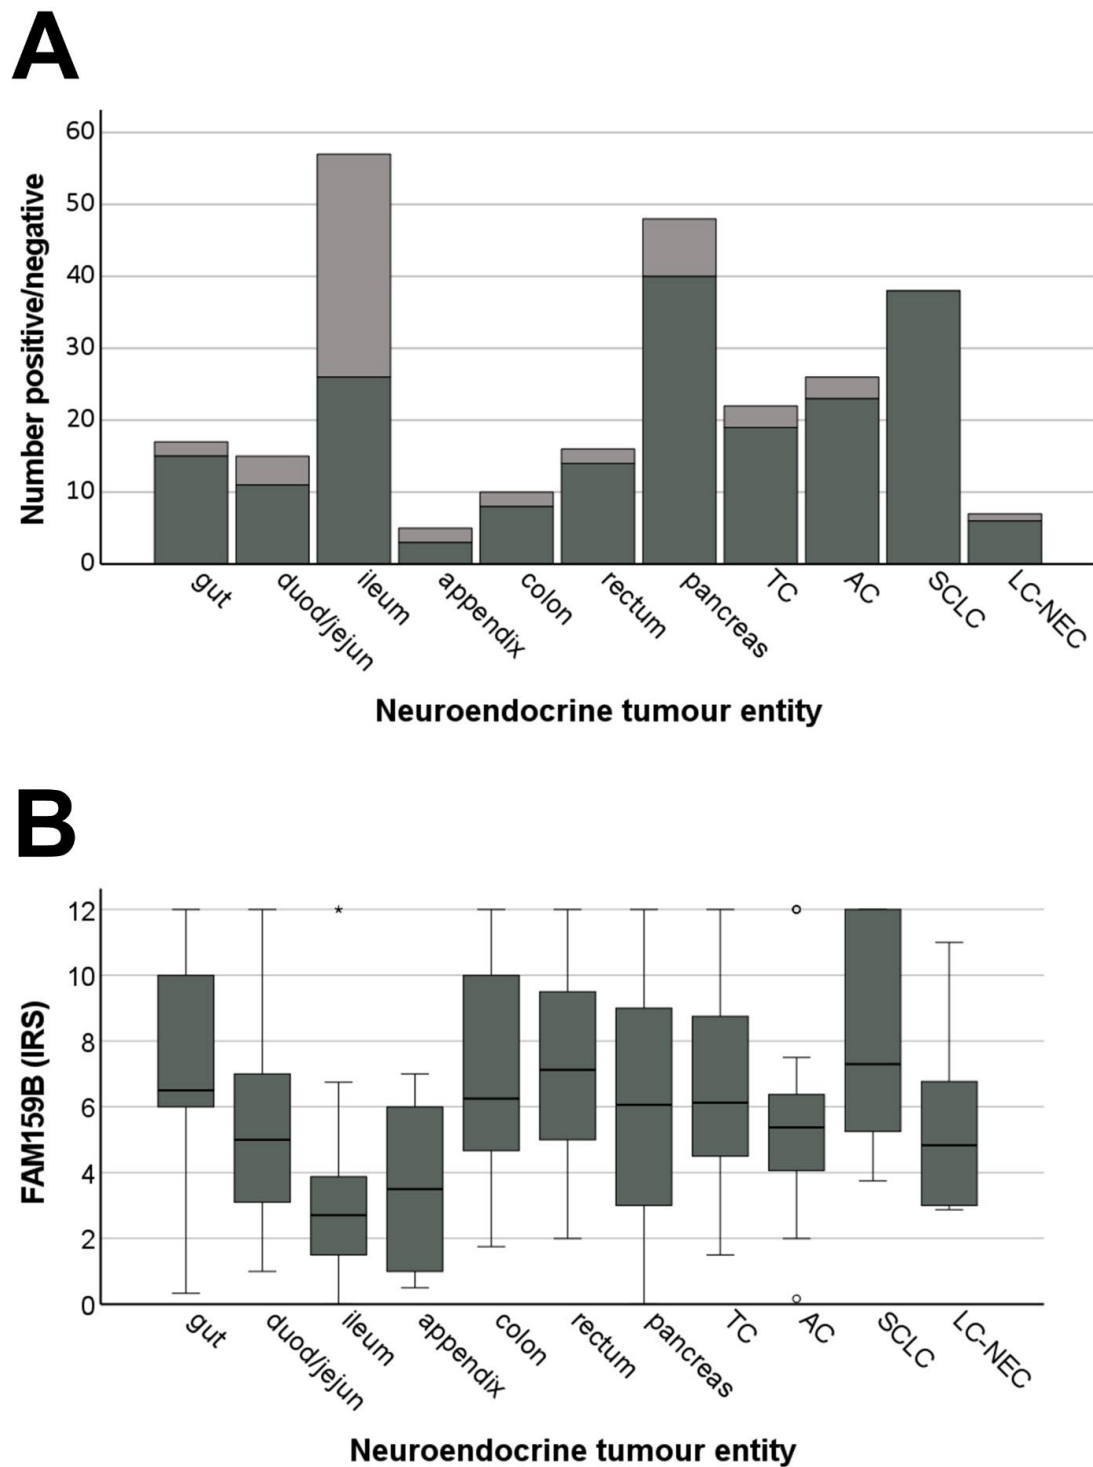 A
Number positive/negative
60
50
40
30
20
10
0
gut
duod/jejun
ileum
appendix
colon
rectum
pancreas
TC
AC
SCLC
LC-NEC
Neuroendocrine tumour entity
B
FAM159B (IRS)
12
10
8
6
4
2
0
gut
duod/jejun
ileum
appendix
colon
rectum
pancreas
TC
AC
SCLC
LC-NEC
Neuroendocrine tumour entity